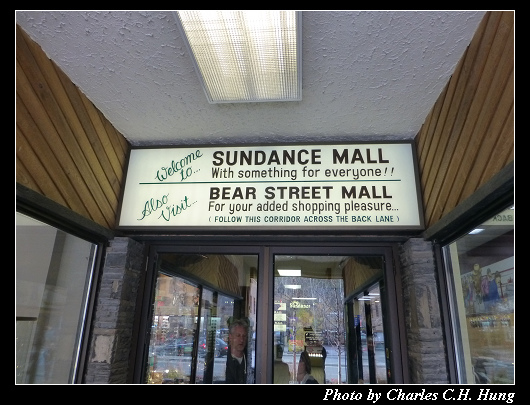 Welcome to... SUNDANCE MALL
With something for everyone!!
Also Visit... BEAR STREET MALL
For your added shopping pleasure...
( FOLLOW THIS CORRIDOR ACROSS THE BACK LANE )
Sundance
Photo by Charles C.H. Hung